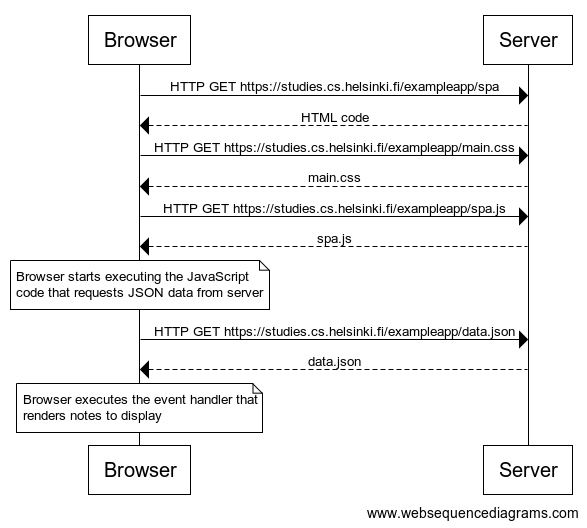 Browser
Server
HTTP GET https://studies.cs.helsinki.fi/exampleapp/spa
HTML code
HTTP GET https://studies.cs.helsinki.fi/exampleapp/main.css
main.css
HTTP GET https://studies.cs.helsinki.fi/exampleapp/spa.js
spa.js
Browser starts executing the JavaScript
code that requests JSON data from server
HTTP GET https://studies.cs.helsinki.fi/exampleapp/data.json
data.json
Browser executes the event handler that
renders notes to display
Browser
Server
www.websequencediagrams.com